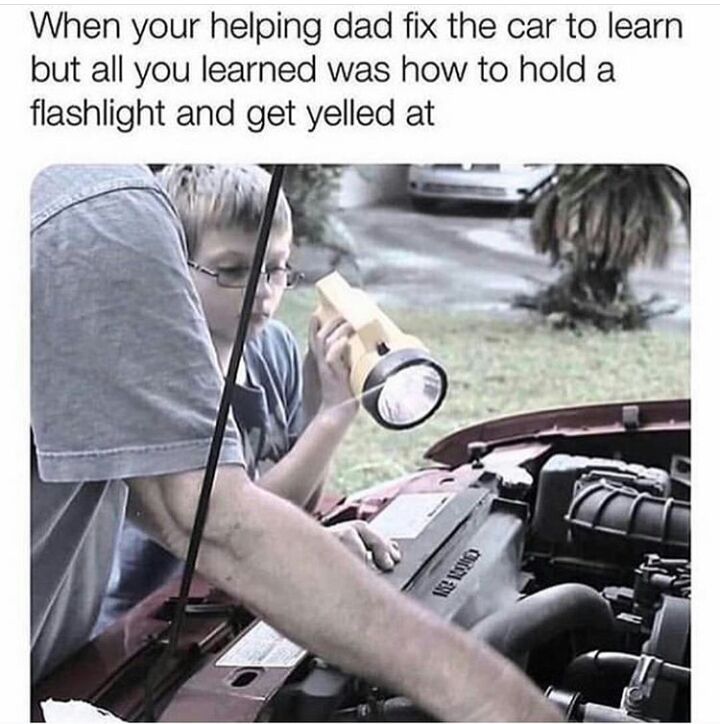 When your helping dad fix the car to learn
but all you learned was how to hold a
flashlight and get yelled at